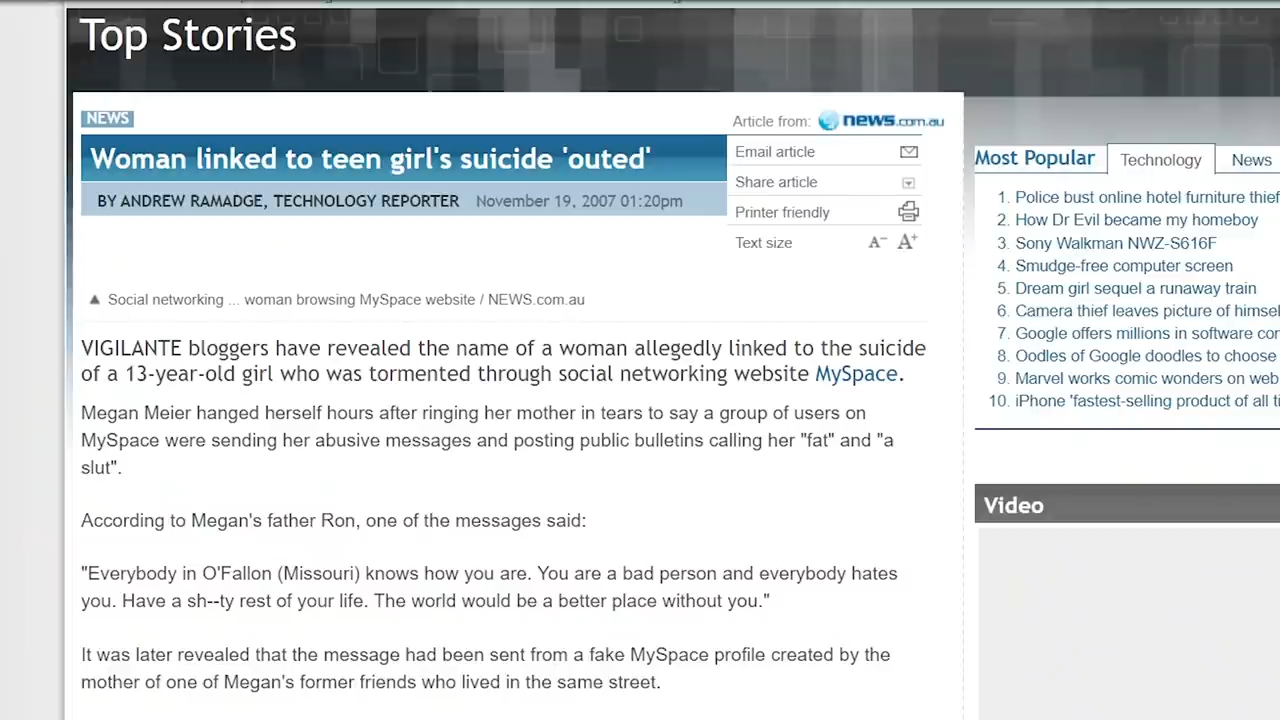 Top Stories
NEWS
Article from: news.com.au
Woman linked to teen girl's suicide 'outed'
BY ANDREW RAMADGE, TECHNOLOGY REPORTER November 19, 2007 01:20pm
Email article
Share article
Printer friendly
Text size A⁻ A⁺
▲ Social networking ... woman browsing MySpace website / NEWS.com.au
VIGILANTE bloggers have revealed the name of a woman allegedly linked to the suicide
of a 13-year-old girl who was tormented through social networking website MySpace.
Megan Meier hanged herself hours after ringing her mother in tears to say a group of users on
MySpace were sending her abusive messages and posting public bulletins calling her "fat" and "a
slut".
According to Megan's father Ron, one of the messages said:
"Everybody in O'Fallon (Missouri) knows how you are. You are a bad person and everybody hates
you. Have a sh--ty rest of your life. The world would be a better place without you."
It was later revealed that the message had been sent from a fake MySpace profile created by the
mother of one of Megan's former friends who lived in the same street.
Most Popular Technology News
1. Police bust online hotel furniture thief
2. How Dr Evil became my homeboy
3. Sony Walkman NWZ-S616F
4. Smudge-free computer screen
5. Dream girl sequel a runaway train
6. Camera thief leaves picture of himself
7. Google offers millions in software
8. Oodles of Google doodles to choose
9. Marvel works comic wonders on web
10. iPhone 'fastest-selling product of all
Video